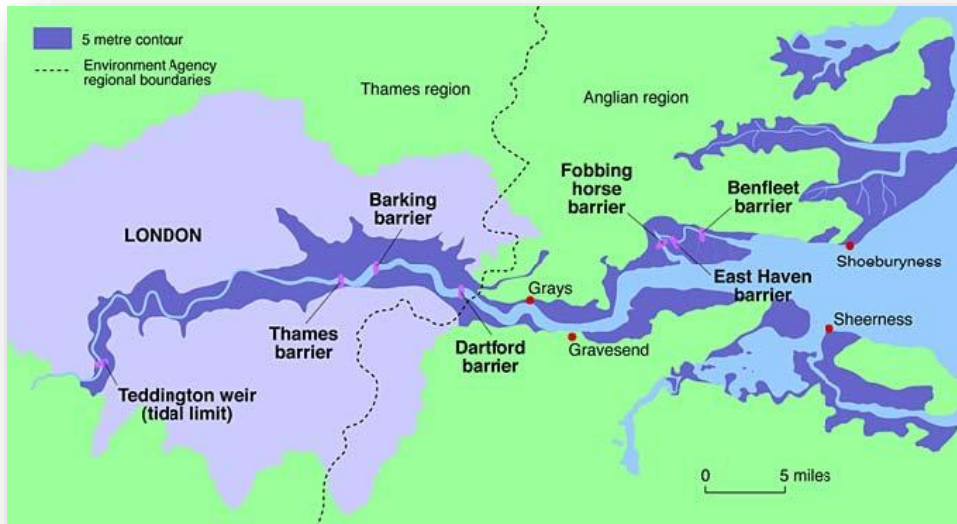 5 metre contour
Environment Agency
regional boundaries
Thames region
Anglian region
Fobbing
horse
barrier
Benfleet
barrier
Barking
barrier
LONDON
Shoeburyness
East Haven
barrier
Grays
Sheerness
Thames
barrier
Dartford
barrier
Gravesend
Teddington weir
(tidal limit)
0 5 miles